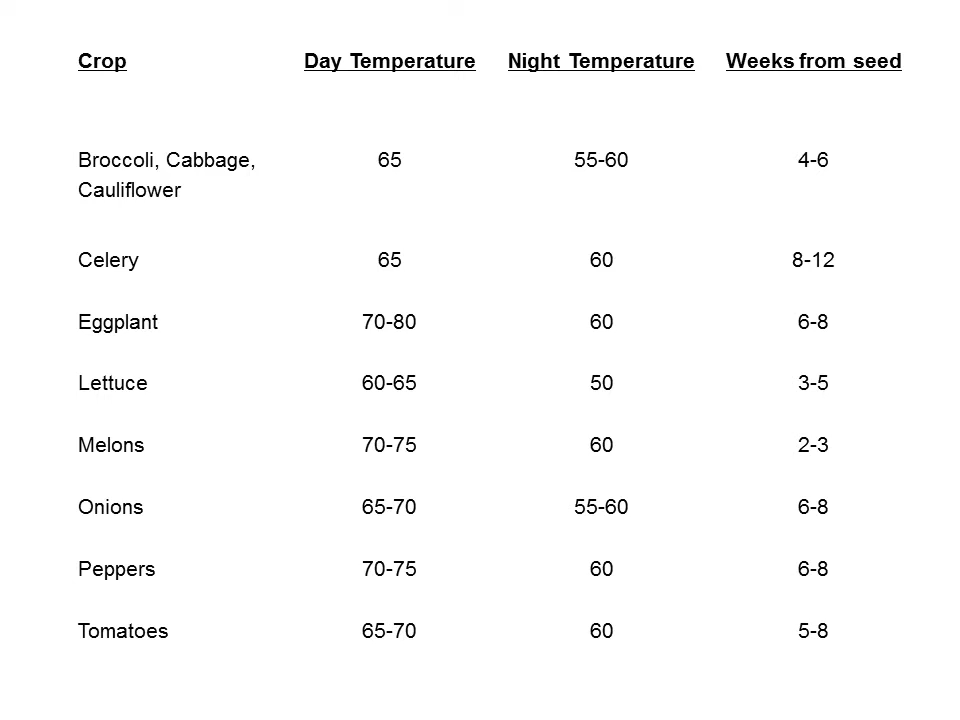 Crop Day Temperature Night Temperature Weeks from seed
Broccoli, Cabbage, 65 55-60 4-6
Cauliflower
Celery 65 60 8-12
Eggplant 70-80 60 6-8
Lettuce 60-65 50 3-5
Melons 70-75 60 2-3
Onions 65-70 55-60 6-8
Peppers 70-75 60 6-8
Tomatoes 65-70 60 5-8